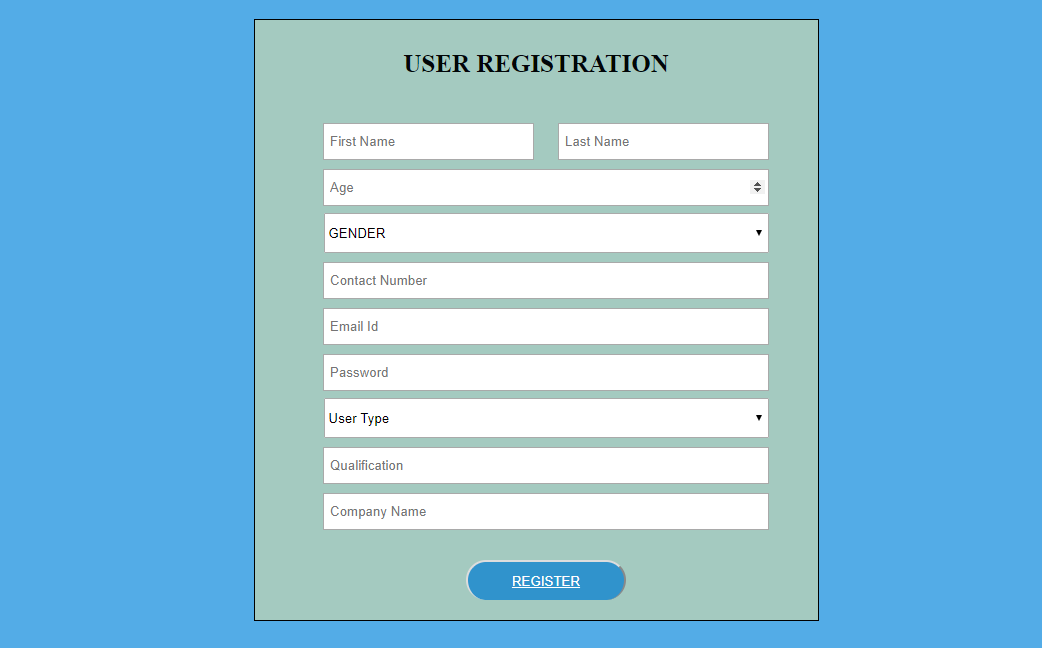 USER REGISTRATION
First Name Last Name
Age
GENDER
Contact Number
Email Id
Password
User Type
Qualification
Company Name
REGISTER